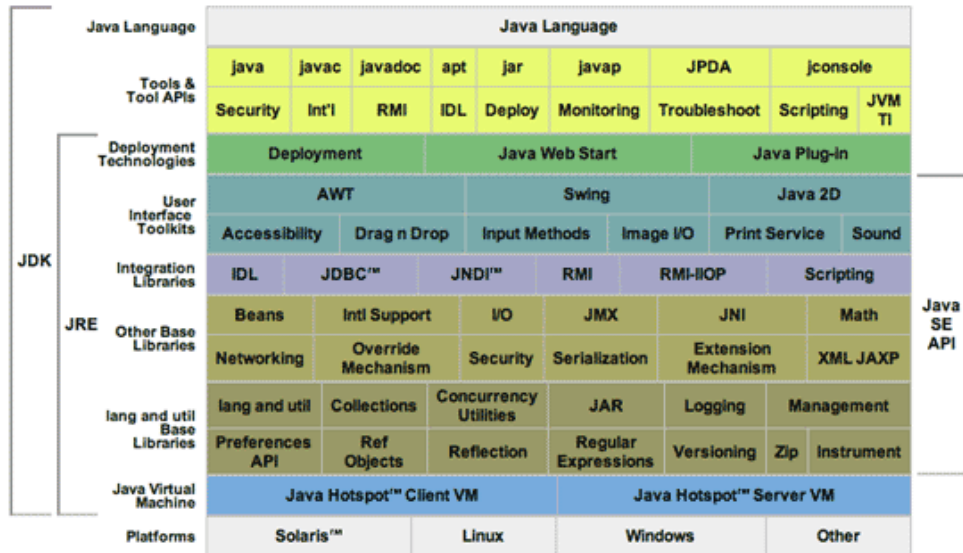 Java Language Java Language
java javac javadoc apt jar javap JPDA jconsole
Tools &
Tool APIs
Security Int'l RMI IDL Deploy Monitoring Troubleshoot Scripting JVM
TI
Deployment
Technologies
Deployment Java Web Start Java Plug-in
AWT Swing Java 2D
User
Interface
Toolkits
Accessibility Drag n Drop Input Methods Image I/O Print Service Sound
JDK
Integration
Libraries
IDL JDBC™ JNDI™ RMI RMI-IIOP Scripting
JRE
Beans Intl Support I/O JMX JNI Math
Other Base
Libraries
Java
SE
API
Networking Override
Mechanism Security Serialization Extension
Mechanism XML JAXP
lang and util Collections Concurrency
Utilities JAR Logging Management
lang and util
Base
Libraries
Preferences
API Ref
Objects Reflection Regular
Expressions Versioning Zip Instrument
Java Virtual
Machine
Java Hotspot™ Client VM Java Hotspot™ Server VM
Platforms Solaris™ Linux Windows Other